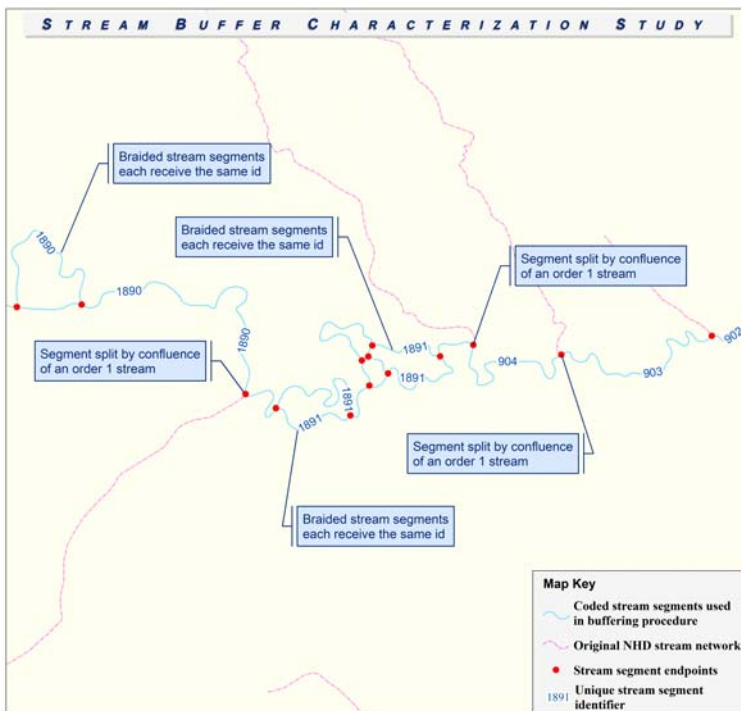 STREAM BUFFER CHARACTERIZATION STUDY
Braided stream segments
each receive the same id
1890
Braided stream segments
each receive the same id
Segment split by confluence
of an order 1 stream
1890
1890
1891
902
Segment split by confluence
of an order 1 stream
904
903
1891
1891
1891
Segment split by confluence
of an order 1 stream
Braided stream segments
each receive the same id
Map Key
Coded stream segments used
in buffering procedure
Original NHD stream network
Stream segment endpoints
1891 Unique stream segment
identifier